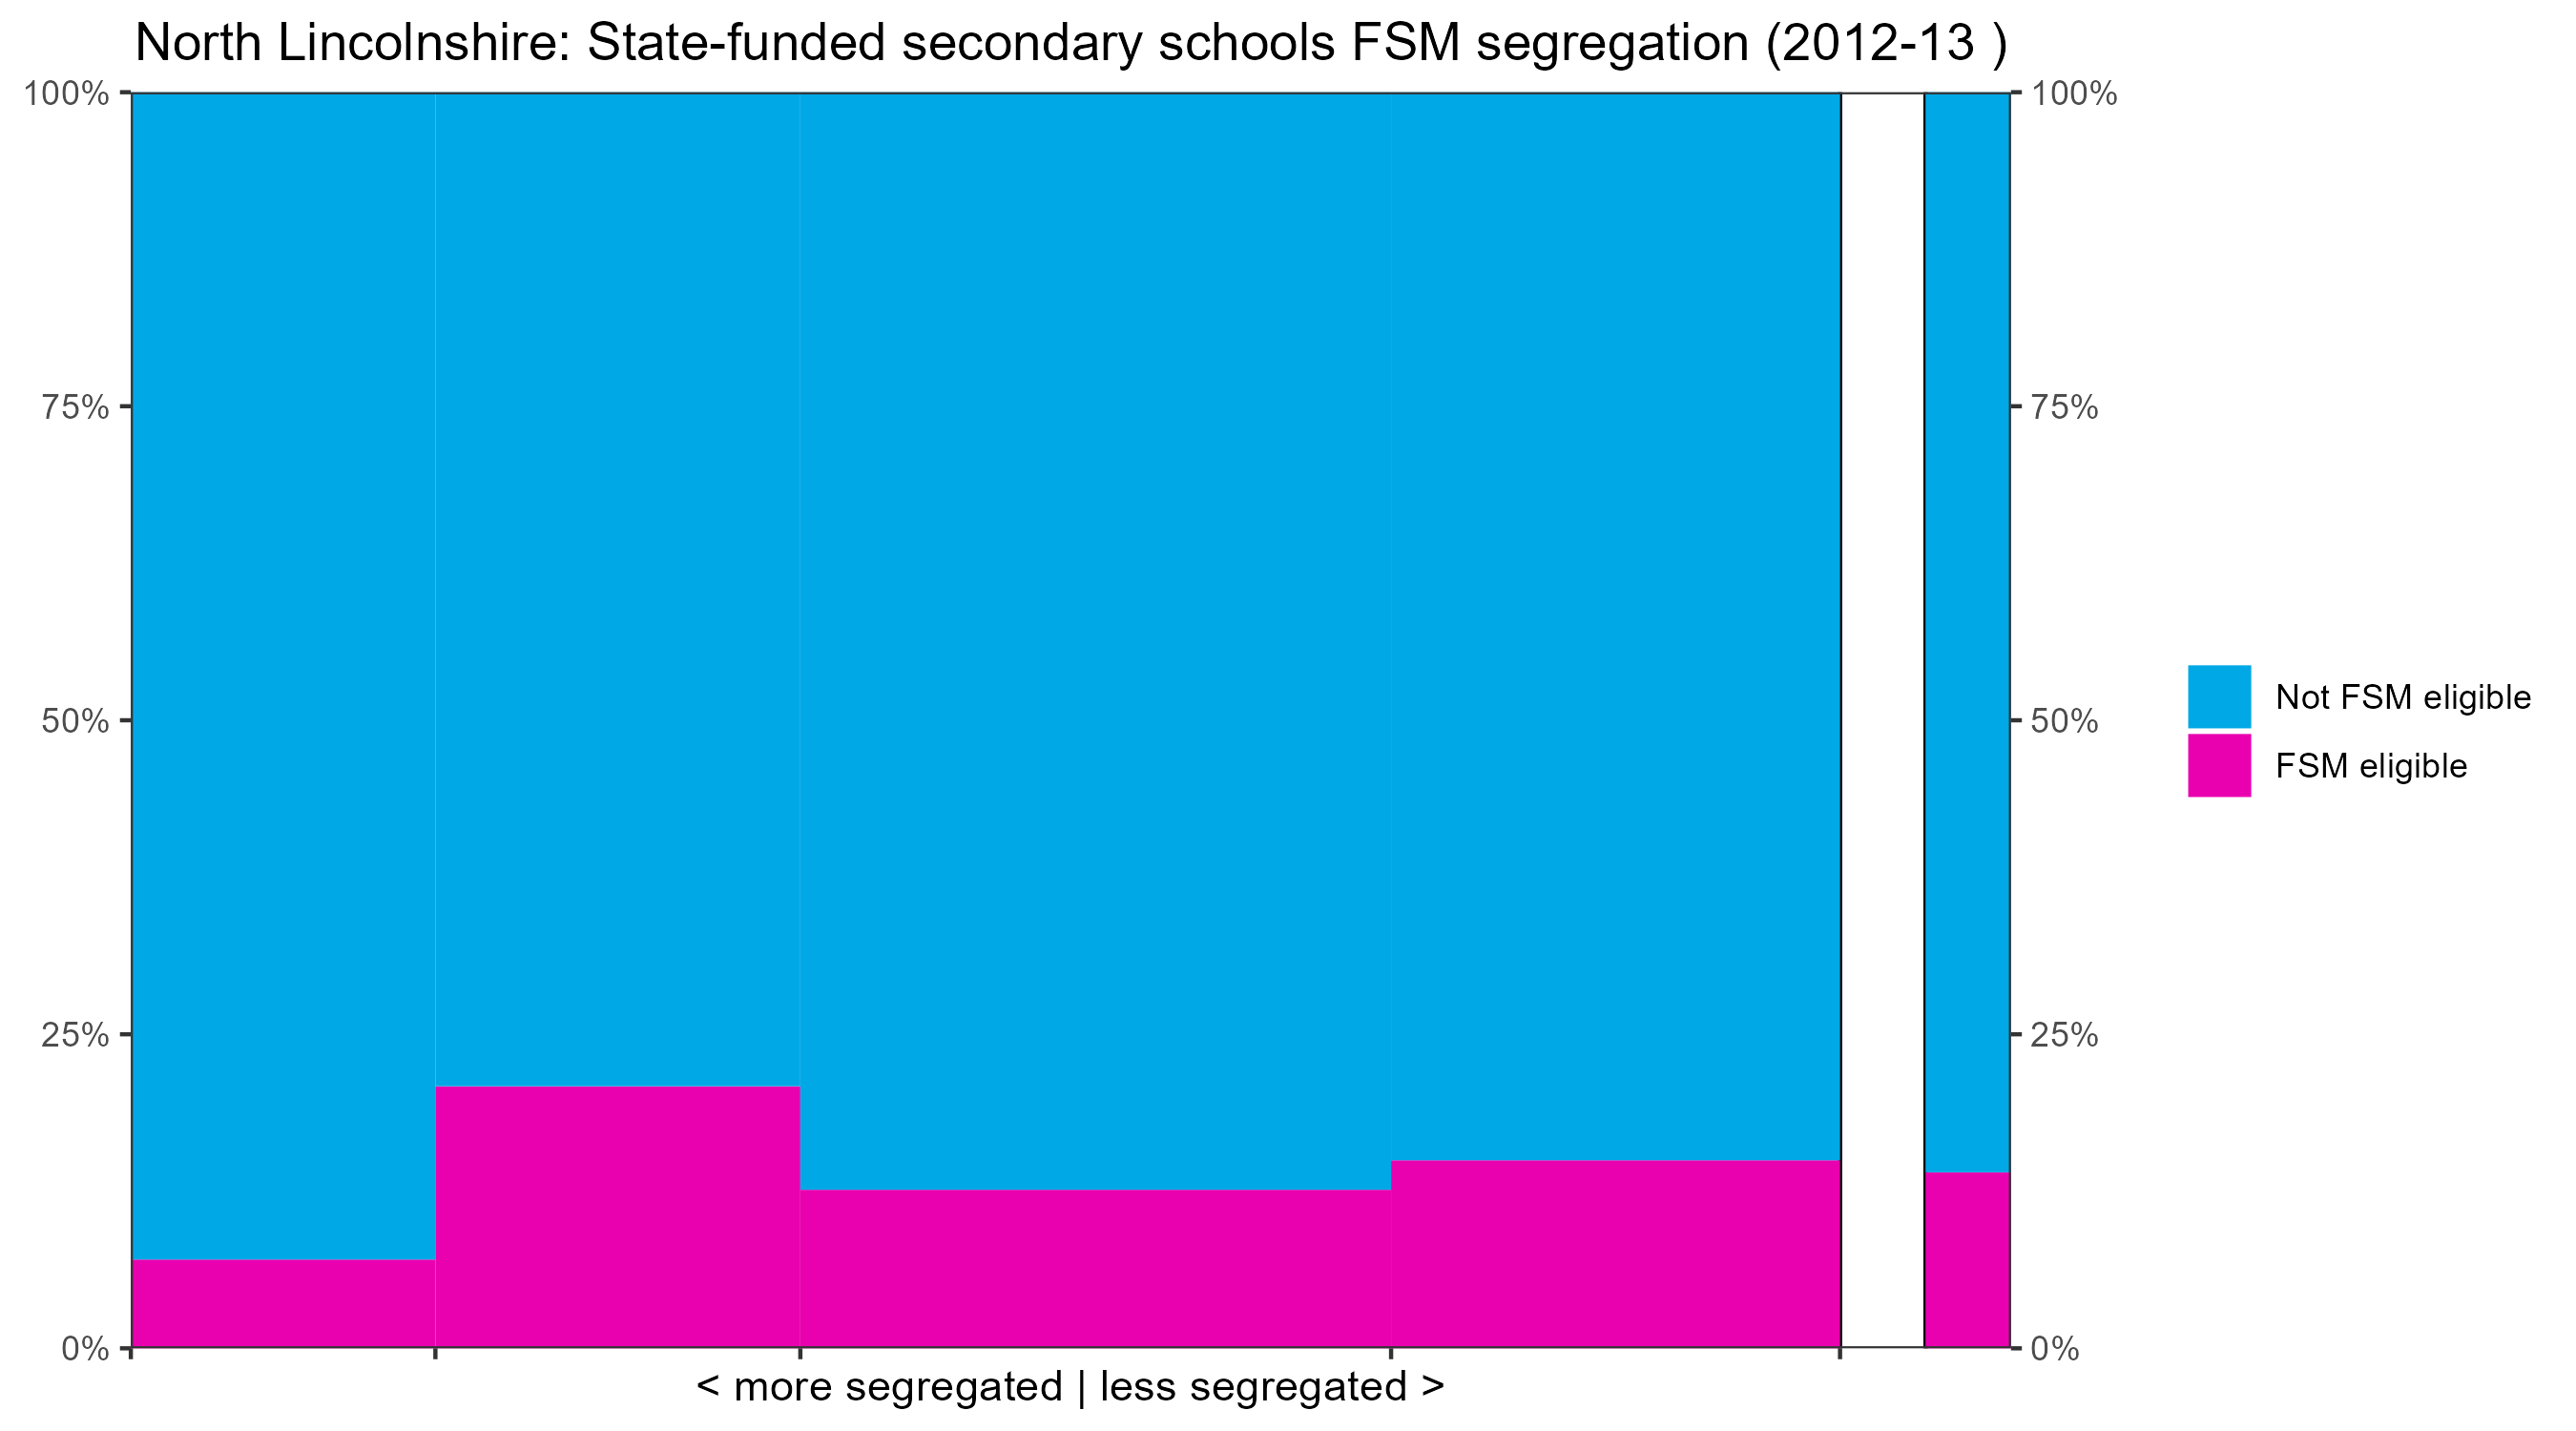 North Lincolnshire: State-funded secondary schools FSM segregation (2012-13 )
100%
75%
50%
25%
0%
100%
75%
50%
25%
0%
< more segregated | less segregated >
Not FSM eligible
FSM eligible